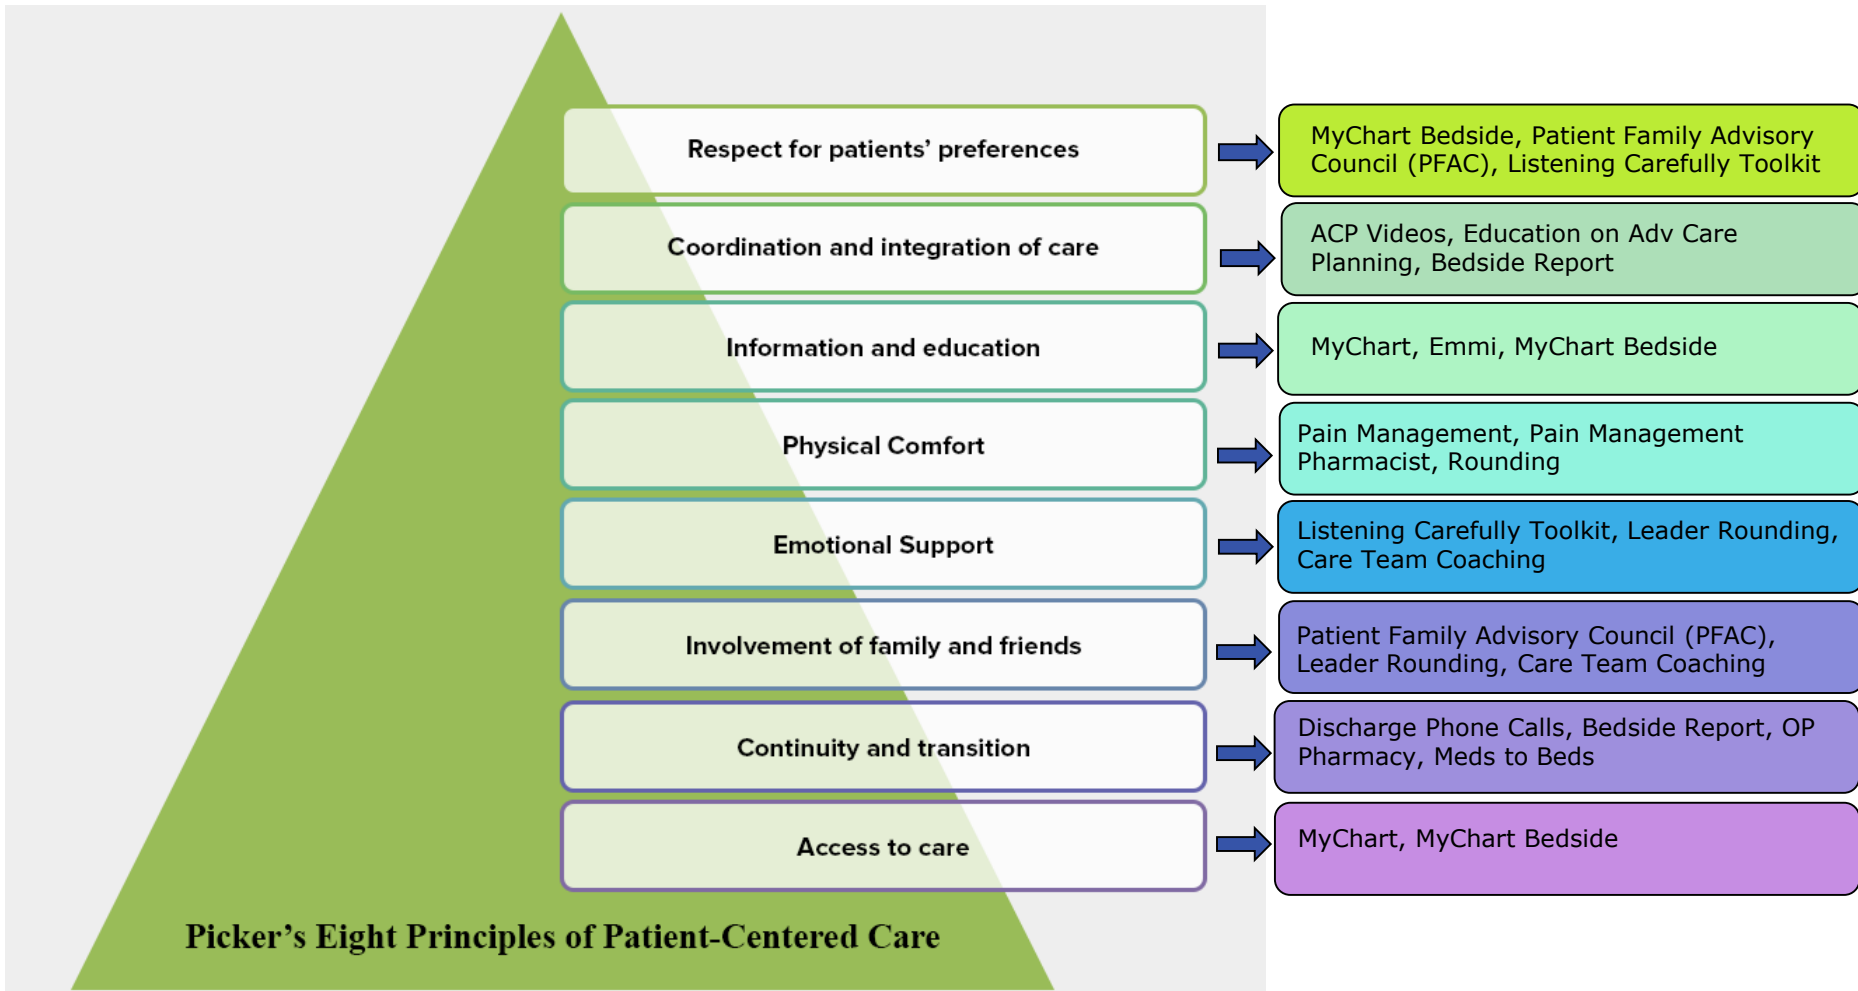 Respect for patients’ preferences
MyChart Bedside, Patient Family Advisory
Council (PFAC), Listening Carefully Toolkit
Coordination and integration of care
ACP Videos, Education on Adv Care
Planning, Bedside Report
Information and education
MyChart, Emmi, MyChart Bedside
Physical Comfort
Pain Management, Pain Management
Pharmacist, Rounding
Emotional Support
Listening Carefully Toolkit, Leader Rounding,
Care Team Coaching
Involvement of family and friends
Patient Family Advisory Council (PFAC),
Leader Rounding, Care Team Coaching
Continuity and transition
Discharge Phone Calls, Bedside Report, OP
Pharmacy, Meds to Beds
Access to care
MyChart, MyChart Bedside
Picker’s Eight Principles of Patient-Centered Care